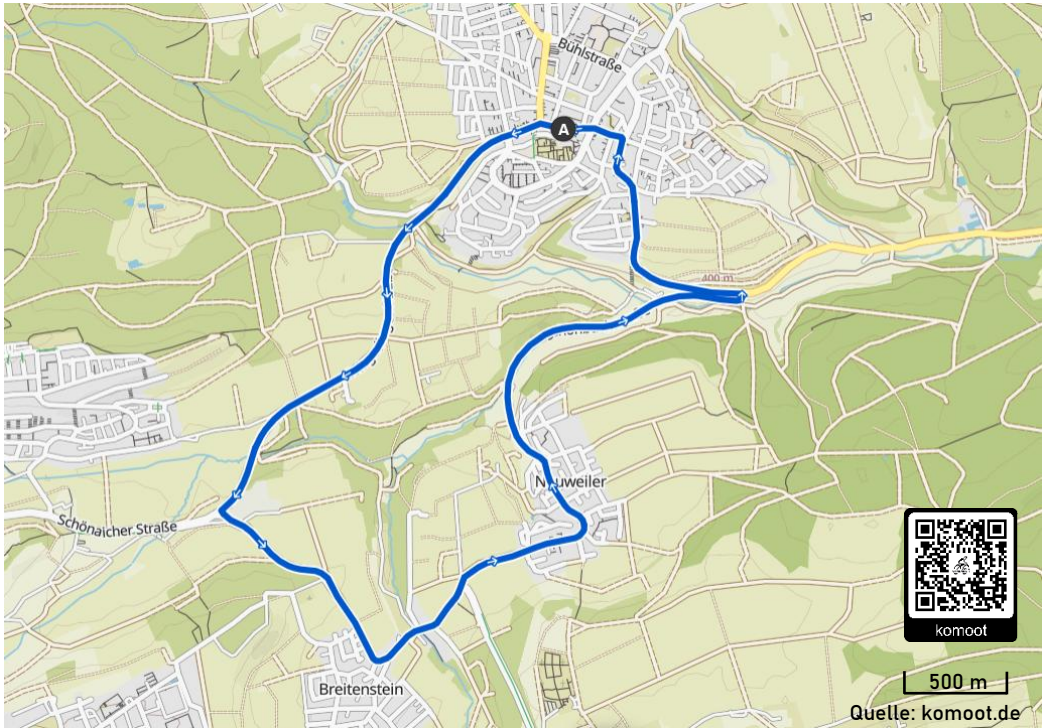 Bühlstraße
A
400 m
Neuweiler
Schönaicher Straße
Breitenstein
komoot
500 m
Quelle: komoot.de